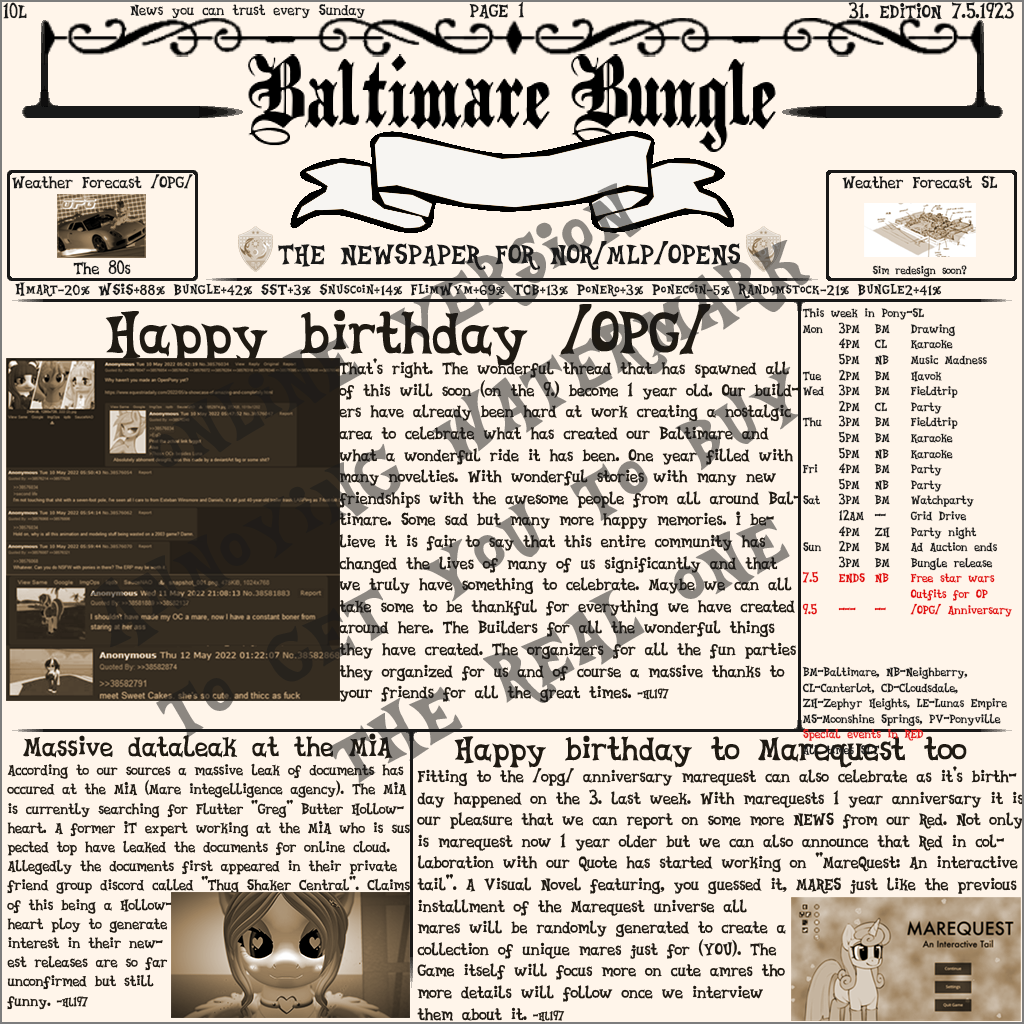 10L
News you can trust every Sunday
PAGE 1
31. EDITION 7.5.1923
Baltimare Bungle
Weather Forecast /OPG/
The 80s
Weather Forecast SL
Sim redesign soon?
THE NEWSPAPER FOR NOR/MLP/OPENS
HMART-20% WSIS+88% BUNGLE+42% SST+3% SNUSCOIN+14% FLIMWYM+69% TCB+13% PONERO+3% PONECOIN-5% RANDOMSTOCK-21% BUNGLE2+41%
Happy birthday /OPG/
That's right. The wonderful thread that has spawned all
of this will soon (on the 9.) become 1 year old. Our build-
ers have already been hard at work creating a nostalgic
area to celebrate what has created our Baltimare and
what a wonderful ride it has been. One year filled with
many novelties. With wonderful stories with many new
friendships with the awesome people from all around Bal-
timare. Some sad but many more happy memories. I be-
lieve it is fair to say that this entire community has
changed the lives of many of us significantly and that
we truly have something to celebrate. Maybe we can all
take some to be thankful for everything we have created
around here. The Builders for all the wonderful things
they have created. The organizers for all the fun parties
they organized for us and of course a massive thanks to
your friends for all the great times. -HL197
This week in Pony-SL
Mon 3PM BM Drawing
4PM CL Karaoke
5PM NB Music Madness
Tue 2PM BM Havok
Wed 3PM BM Fieldtrip
2PM CL Party
Thu 3PM BM Fieldtrip
5PM BM Karaoke
5PM NB Karaoke
Fri 4PM BM Party
5PM NB Party
Sat 3PM BM Watchparty
12AM — Grid Drive
4PM ZH Party night
Sun 2PM BM Ad Auction ends
3PM BM Bungle release
7.5 ENDS NB Free star wars
Outfits for OP
9.5 --- -- /OPG/ Anniversary
BM-Baltimare, NB-Neighberry,
CL-Canterlot, CD-Cloudsdale,
ZH-Zephyr Heights, LE-Lunas Empire
MS-Moonshine Springs, PV-Ponyville
Special events in RED
Wed 11 May 2022 21:08:13 No.38581883
I shouldn't have made my OC a mare, now I have a constant boner from
staring at her ass
Anonymous Thu 12 May 2022 01:22:07
Quoted By: >>38582874
>>38582791
meet Sweet Cakes, she's so cute, and thicc as fuck
Massive dataleak at the MIA
According to our sources a massive leak of documents has
occured at the MIA (Mare integelligence agency). The MIA
is currently searching for Flutter "Greg" Butter Hollow-
heart. A former IT expert working at the MIA who is sus
pected top have leaked the documents for online cloud.
Allegedly the documents first appeared in their private
friend group discord called "Thug Shaker Central". Claims
of this being a Hollow-
heart ploy to generate
interest in their new-
est releases are so far
unconfirmed but still
funny. -HL197
Happy birthday to Marequest too
Fitting to the /opg/ anniversary marequest can also celebrate as it's birth-
day happened on the 3. last week. With marequests 1 year anniversary it is
our pleasure that we can report on some more NEWS from our Red. Not only
is marequest now 1 year older but we can also announce that Red in col-
laboration with our Quote has started working on "MareQuest: An interactive
tail". A Visual Novel featuring, you guessed it, MARES just like the previous
installment of the Marequest universe all
mares will be randomly generated to create a
collection of unique mares just for (YOU). The
Game itself will focus more on cute amres tho
more details will follow once we interview
them about it. -HL197
MAREQUEST
An Interactive Tail
Continue
Settings
Quit Game
ANNOYING WATERMARK
TO GET YOU TO BUY
THE REAL ONE